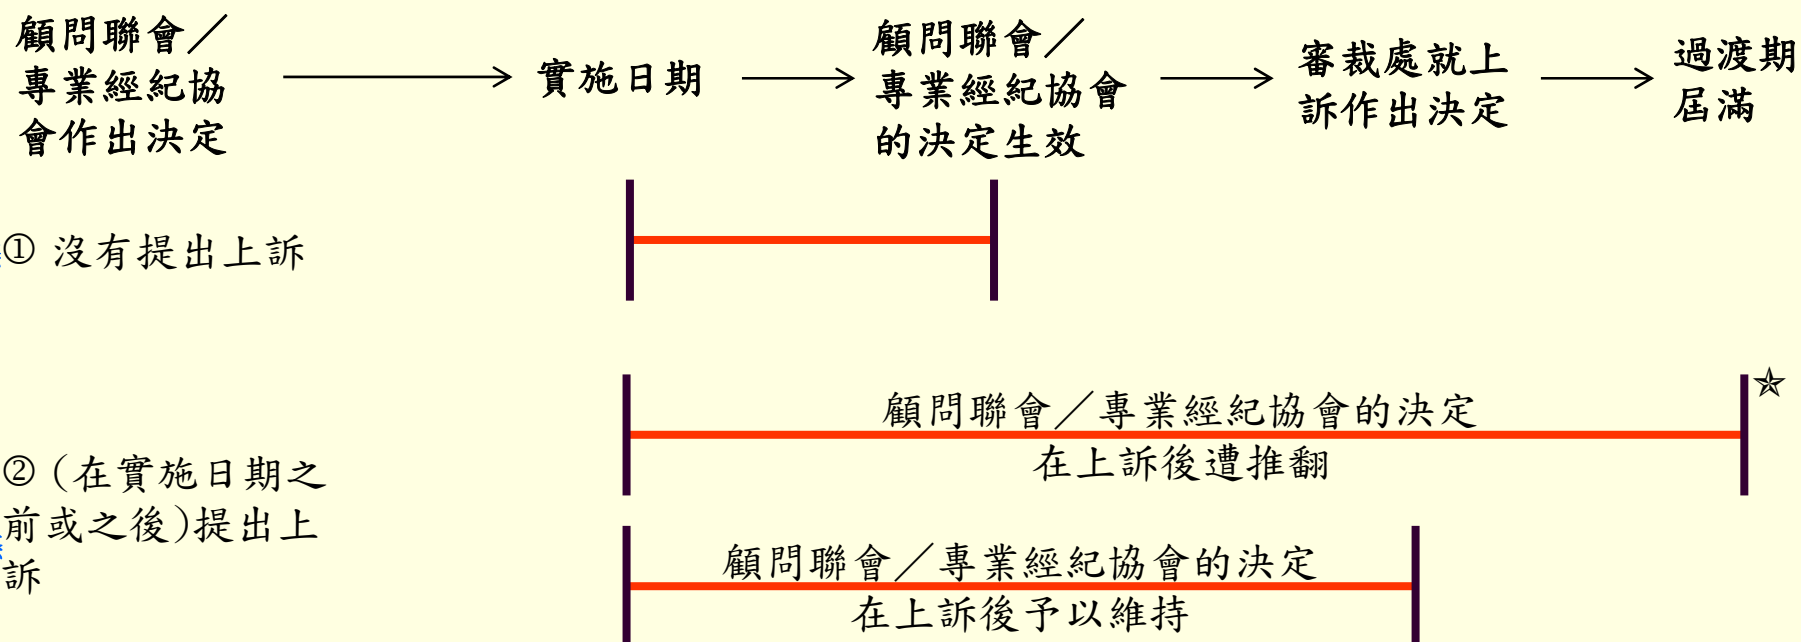 顧問聯會／
專業經紀協
會作出決定
實施日期
顧問聯會／
專業經紀協會
的決定生效
審裁處就上
訴作出決定
過渡期
屆滿
① 沒有提出上訴
顧問聯會／專業經紀協會的決定
在上訴後遭推翻
② (在實施日期之
前或之後)提出上
訴
顧問聯會／專業經紀協會的決定
在上訴後予以維持